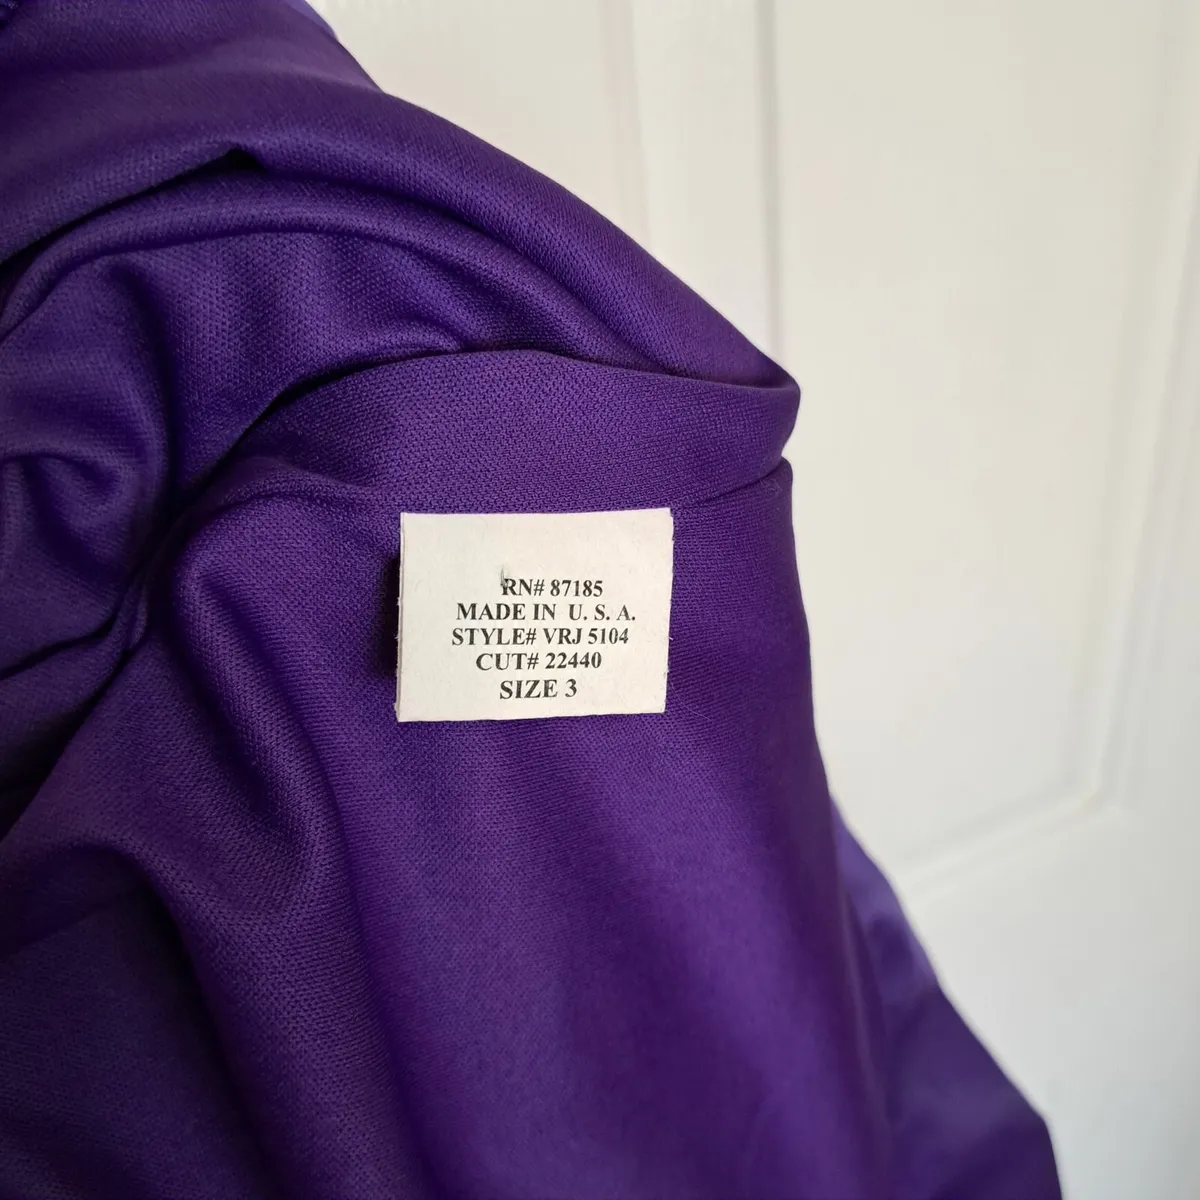 RN# 87185
MADE IN U. S. A.
STYLE# VRJ 5104
CUT# 22440
SIZE 3